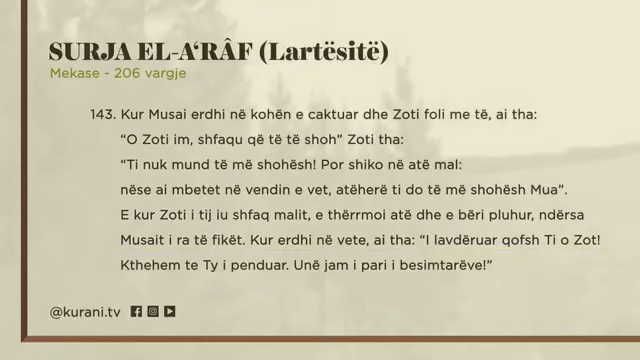 SURJA EL-A‘RÂF (Lartësitë)
Mekase - 206 vargje
143. Kur Musai erdhi në kohën e caktuar dhe Zoti foli me të, ai tha:
“O Zoti im, shfaqu që të të shoh” Zoti tha:
“Ti nuk mund të më shohësh! Por shiko në atë mal:
nëse ai mbetet në vendin e vet, atëherë ti do të më shohësh Mua”.
E kur Zoti i tij iu shfaq malit, e thërrmoi atë dhe e bëri pluhur, ndërsa
Musait i ra të fikët. Kur erdhi në vete, ai tha: “I lavdëruar qofsh Ti o Zot!
Kthehem te Ty i penduar. Unë jam i pari i besimtarëve!”
@kurani.tv